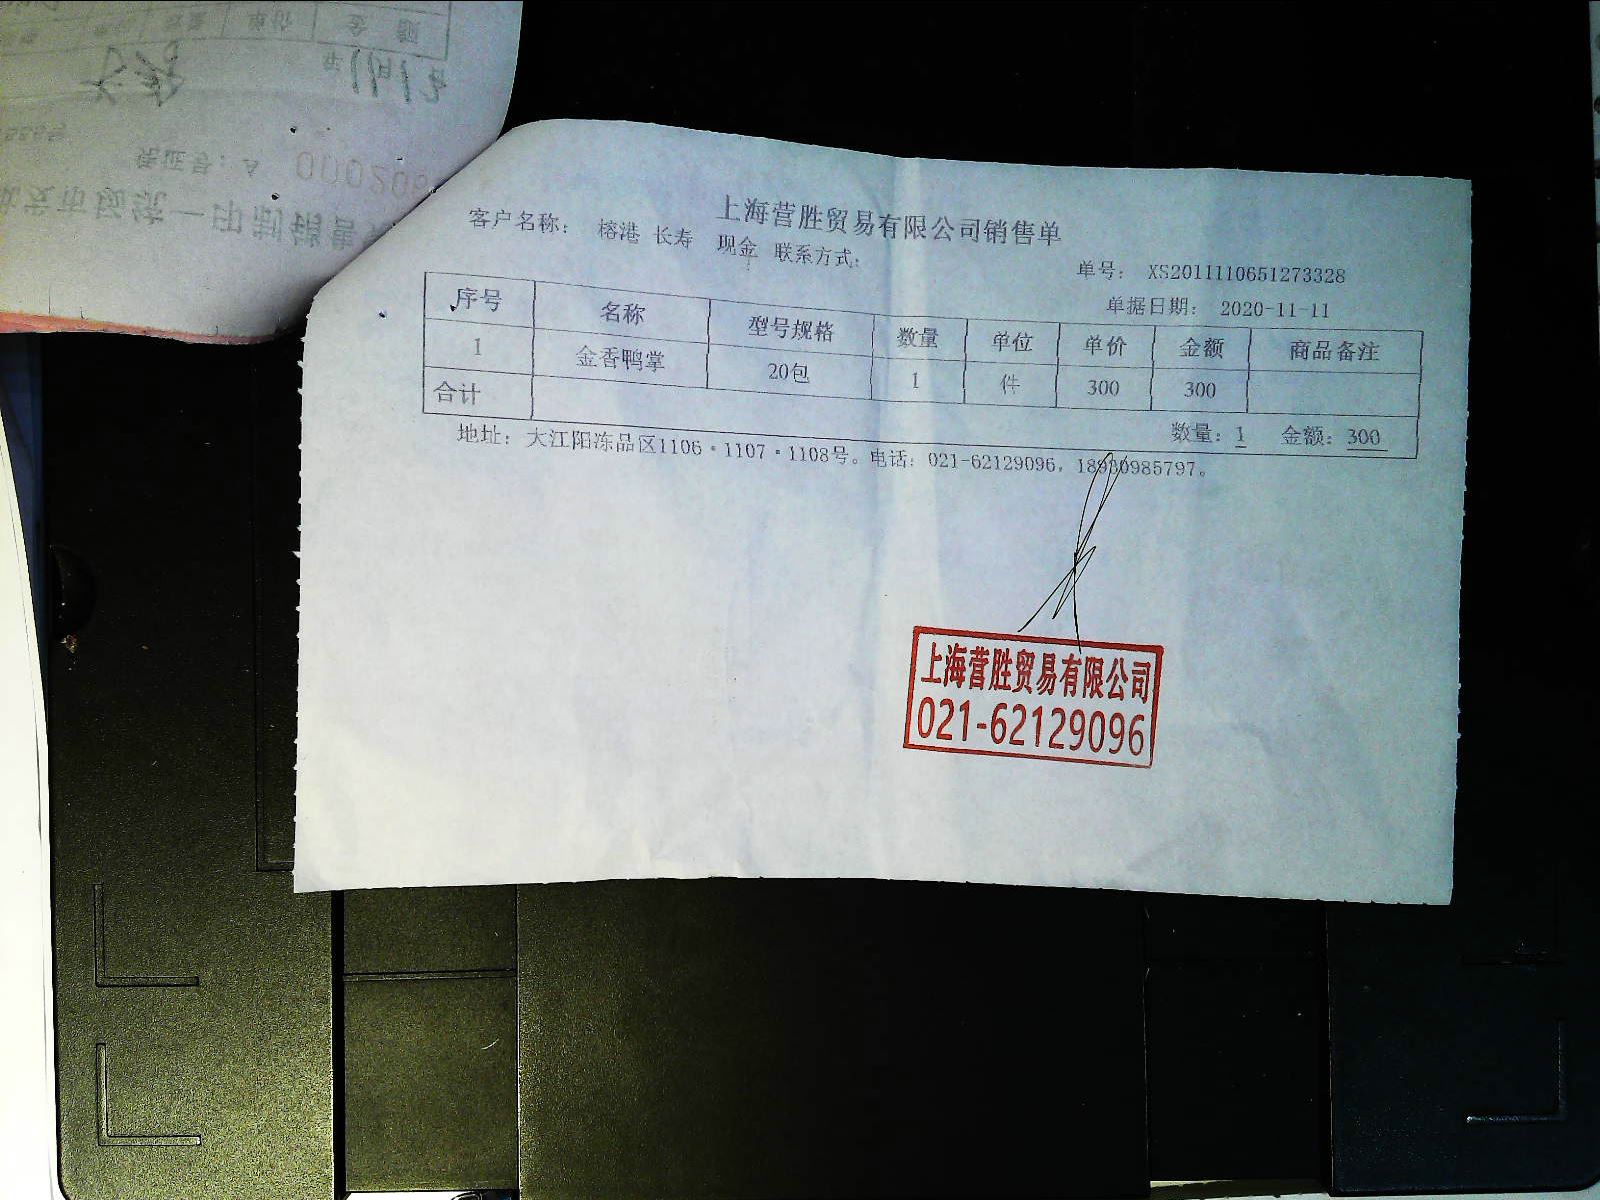 上海营胜贸易有限公司销售单
客户名称： 榕港 长寿 现金 联系方式：
单号： XS2011110651273328
单据日期： 2020-11-11
序号 名称 型号规格 数量 单位 单价 金额 商品备注
1 金香鸭掌 20包 1 件 300 300
合计 数量：1 金额：300
地址：大江阳冻品区1106·1107·1108号。电话：021-62129096，18930985797。
上海营胜贸易有限公司
021-62129096